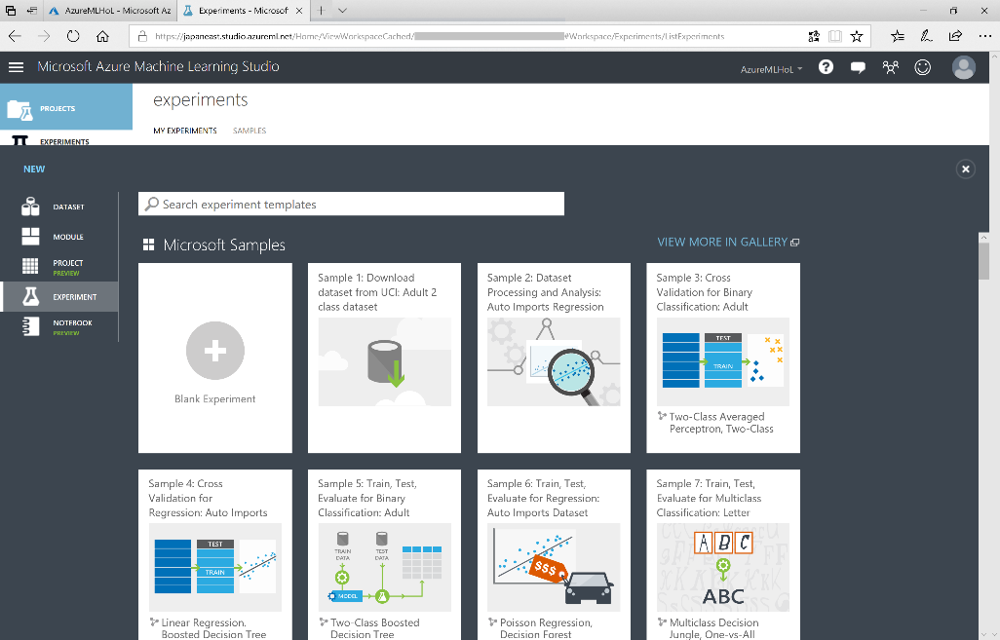 AzureMLHoL - Microsoft Az
Experiments - Microsof
https://japaneast.studio.azureml.net/Home/ViewWorkspaceCached/
#Workspace/Experiments/ListExperiments
Microsoft Azure Machine Learning Studio
AzureMLHoL
PROJECTS
experiments
MY EXPERIMENTS
SAMPLES
EXPERIMENTS
NEW
DATASET
MODULE
PROJECT
PREVIEW
EXPERIMENT
NOTEBOOK
PREVIEW
Search experiment templates
Microsoft Samples
VIEW MORE IN GALLERY
Blank Experiment
Sample 1: Download
dataset from UCI: Adult 2
class dataset
Sample 2: Dataset
Processing and Analysis:
Auto Imports Regression
Sample 3: Cross
Validation for Binary
Classification: Adult
TEST
TRAIN
Two-Class Averaged
Perceptron, Two-Class
Sample 4: Cross
Validation for
Regression: Auto Imports
TEST
TRAIN
Linear Regression,
Boosted Decision Tree
Sample 5: Train, Test,
Evaluate for Binary
Classification: Adult
TRAIN
DATA
TEST
DATA
MODEL
Two-Class Boosted
Decision Tree
Sample 6: Train, Test,
Evaluate for Regression:
Auto Imports Dataset
$$$
Poisson Regression,
Decision Forest
Sample 7: Train, Test,
Evaluate for Multiclass
Classification: Letter
A B C
ABC
Multiclass Decision
Jungle, One-vs-All